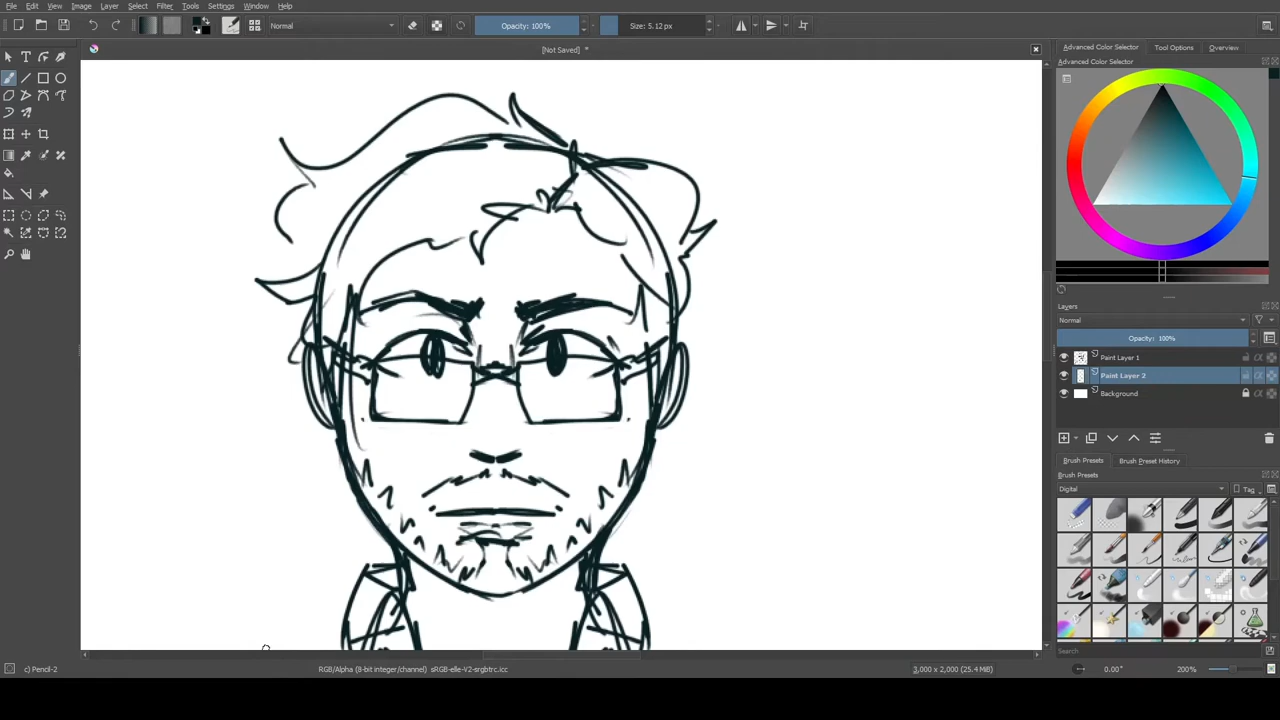 File Edit View Image Layer Select Filter Tools Settings Window Help
Normal Opacity: 100% Size: 5.12 px
[Not Saved] *
Advanced Color Selector Tool Options Overview
Advanced Color Selector
Layers
Normal
Opacity: 100%
Paint Layer 1
Paint Layer 2
Background
Brush Presets Brush Preset History
Brush Presets
Digital Tag
Search
c) Pencil-2 RGB/Alpha (8-bit integer/channel) sRGB-elle-V2-srgbtrc.icc 3,000 x 2,000 (25.4 MiB) 0.00° 200%